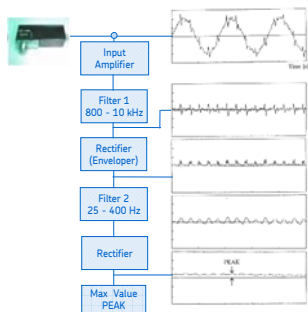 Input
Amplifier
Filter 1
800 - 10 kHz
Rectifier
(Enveloper)
Filter 2
25 - 400 Hz
Rectifier
PEAK
Max Value
PEAK